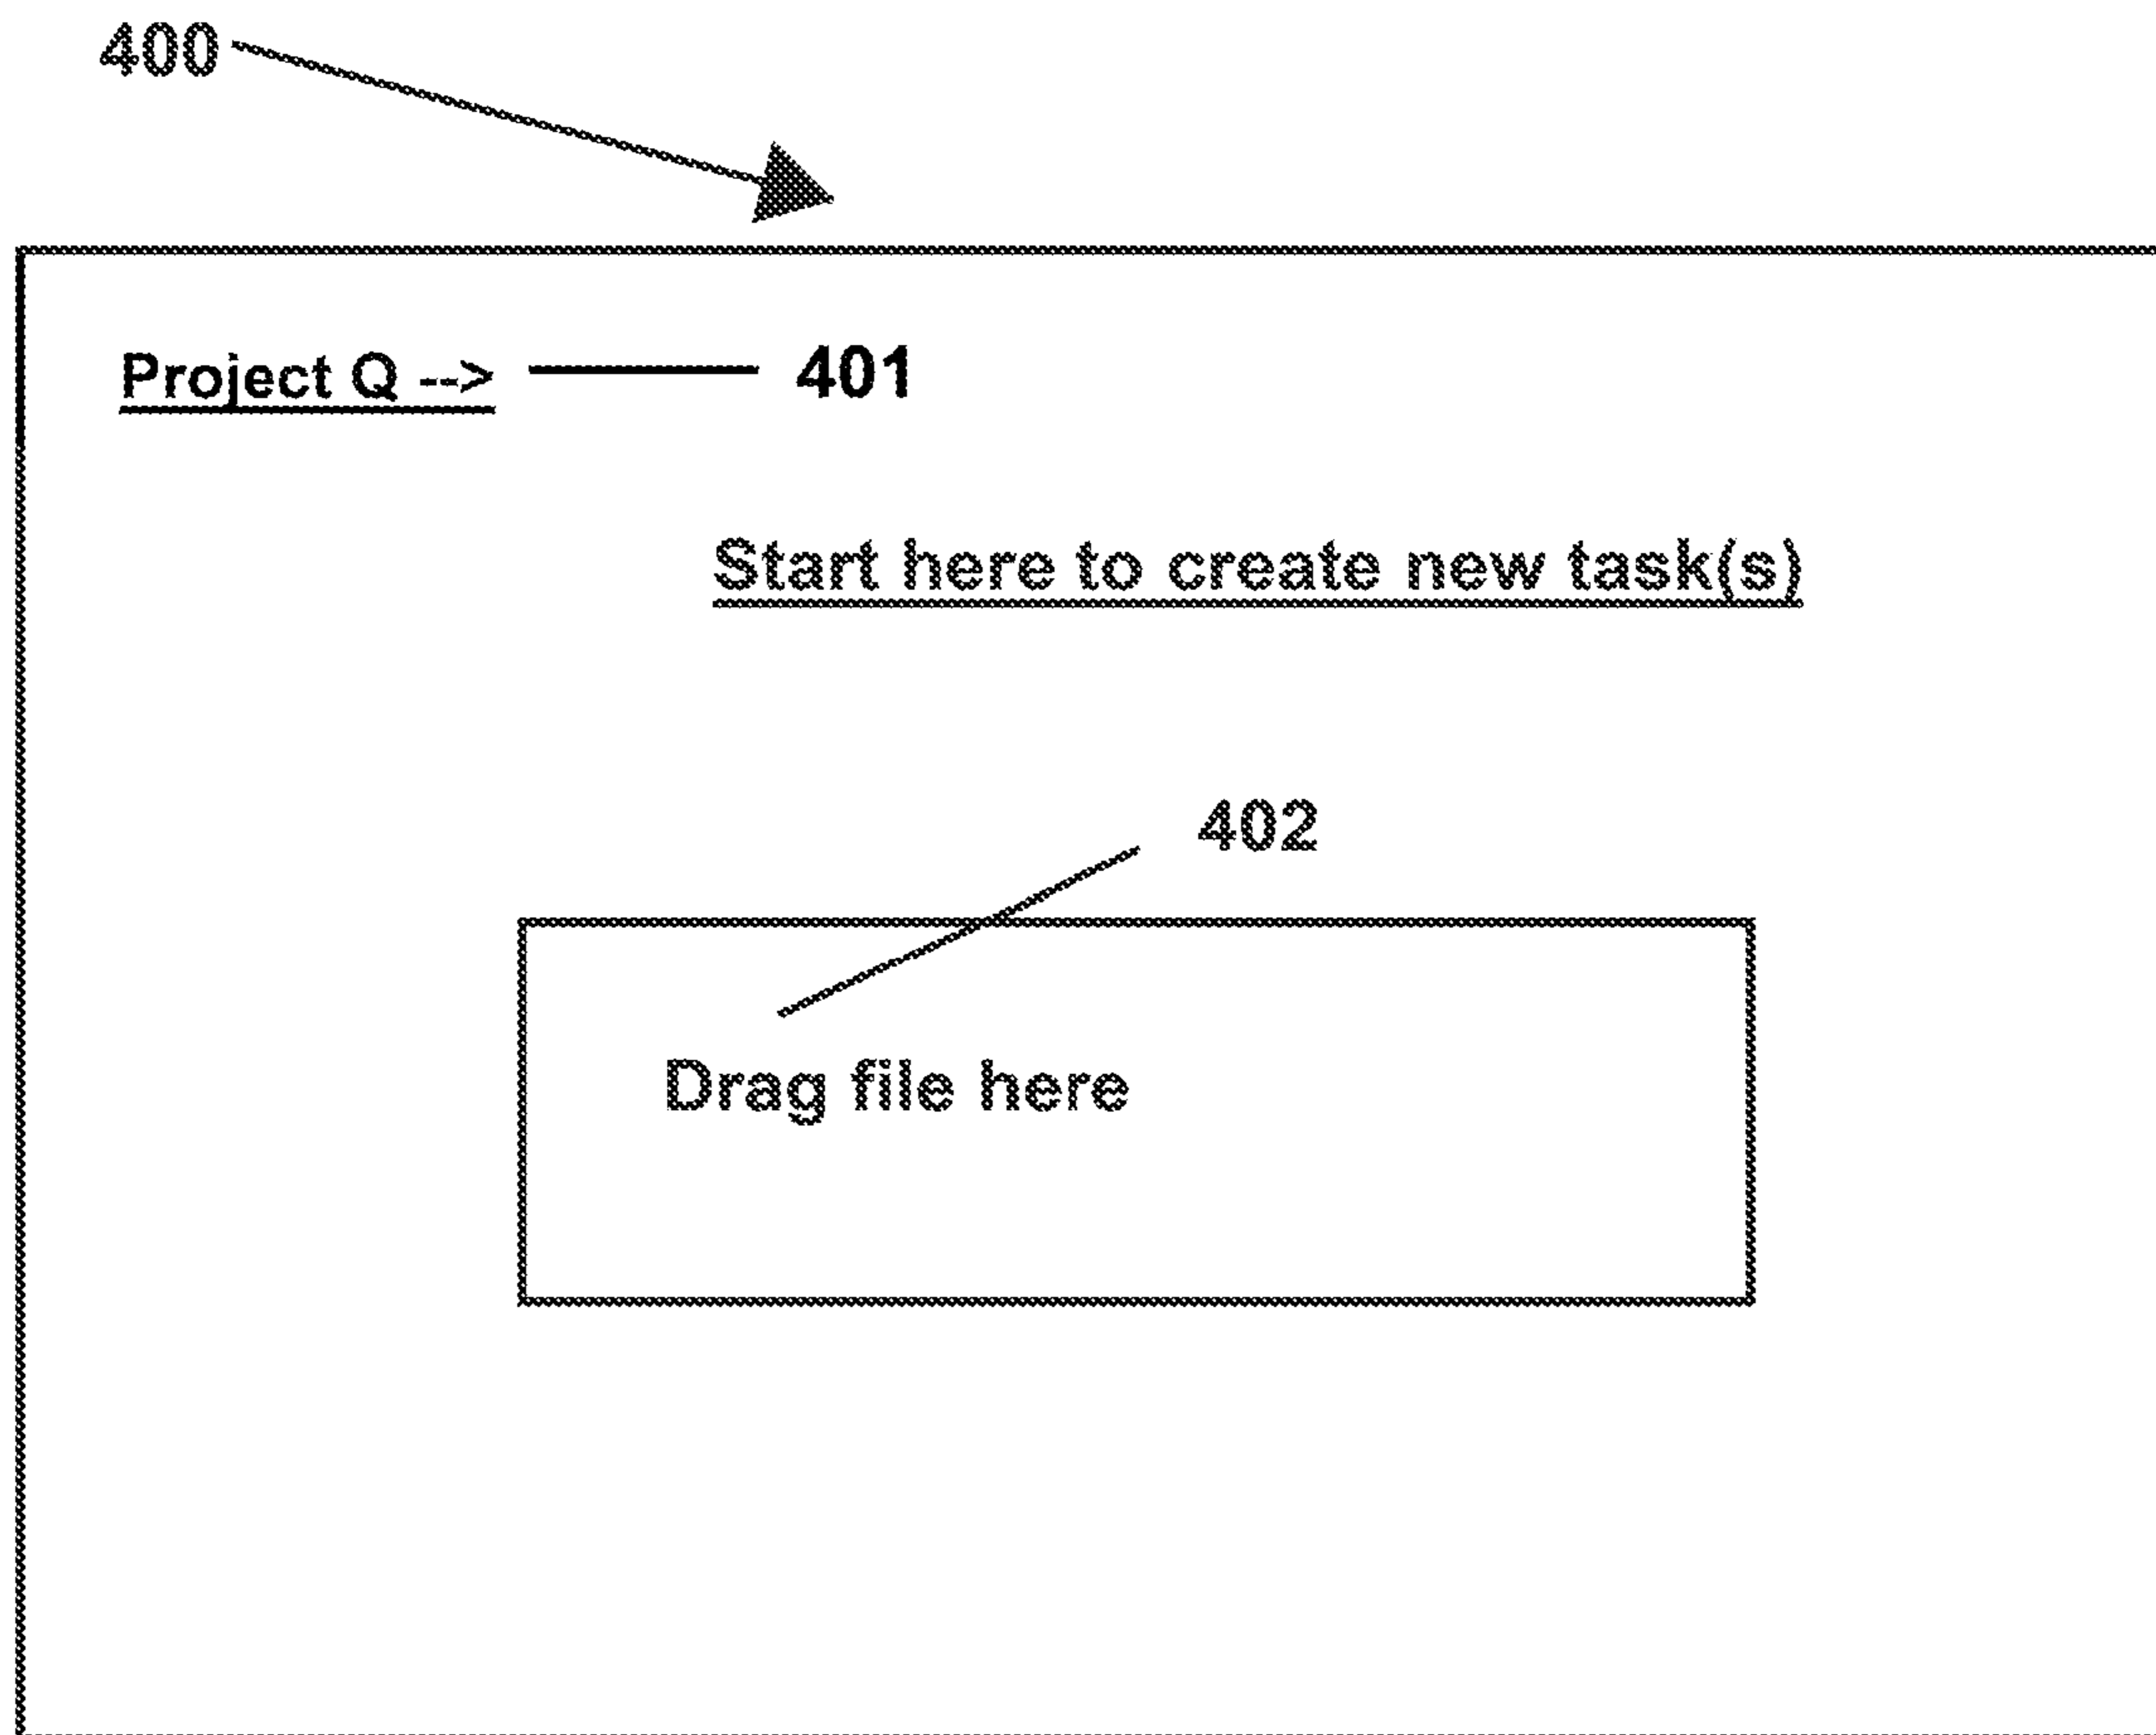 400
Project Q --> 401
Start here to create new task(s)
402
Drag file here